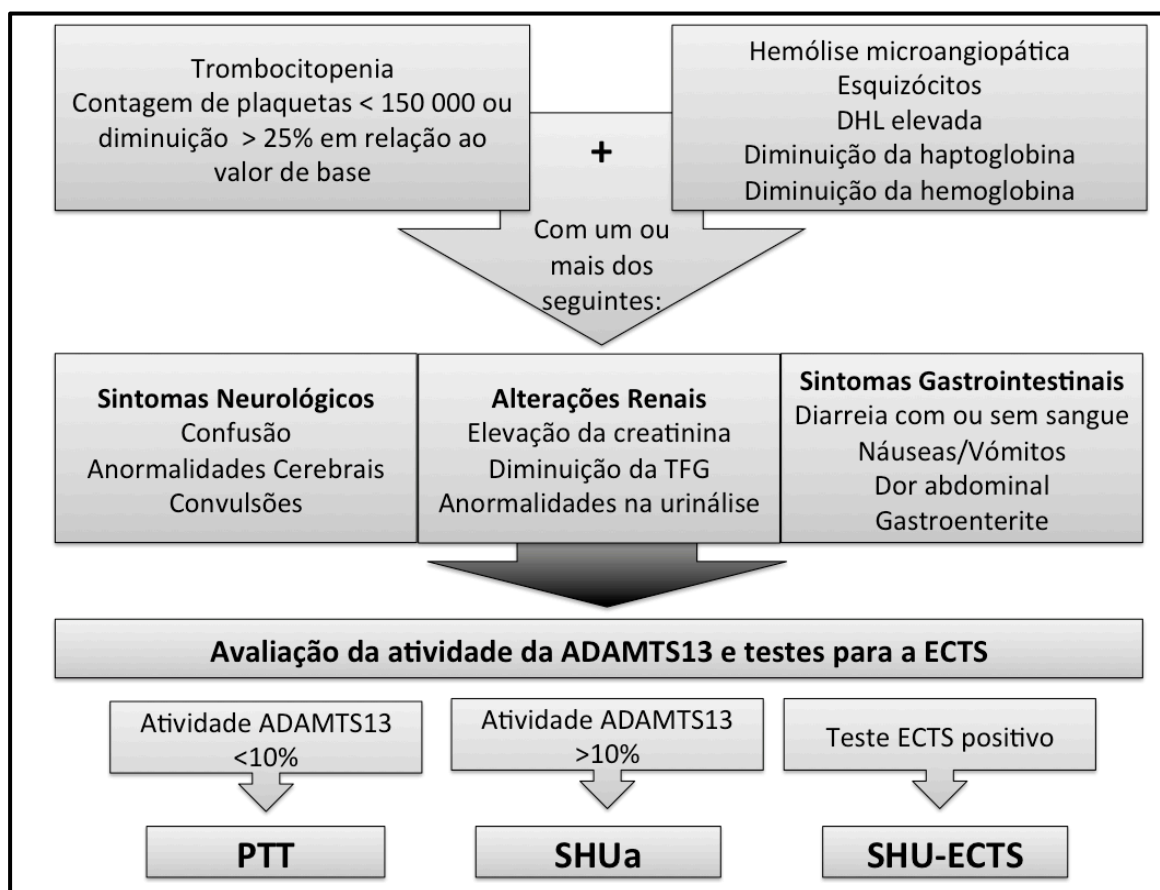 Trombocitopenia
Contagem de plaquetas < 150 000 ou
diminuição > 25% em relação ao
valor de base
+
Hemólise microangiopática
Esquizócitos
DHL elevada
Diminuição da haptoglobina
Diminuição da hemoglobina
Com um ou
mais dos
seguintes:
Sintomas Neurológicos
Confusão
Anormalidades Cerebrais
Convulsões
Alterações Renais
Elevação da creatinina
Diminuição da TFG
Anormalidades na urinálise
Sintomas Gastrointestinais
Diarreia com ou sem sangue
Náuseas/Vómitos
Dor abdominal
Gastroenterite
Avaliação da atividade da ADAMTS13 e testes para a ECTS
Atividade ADAMTS13
<10%
Atividade ADAMTS13
>10%
Teste ECTS positivo
PTT
SHUa
SHU-ECTS